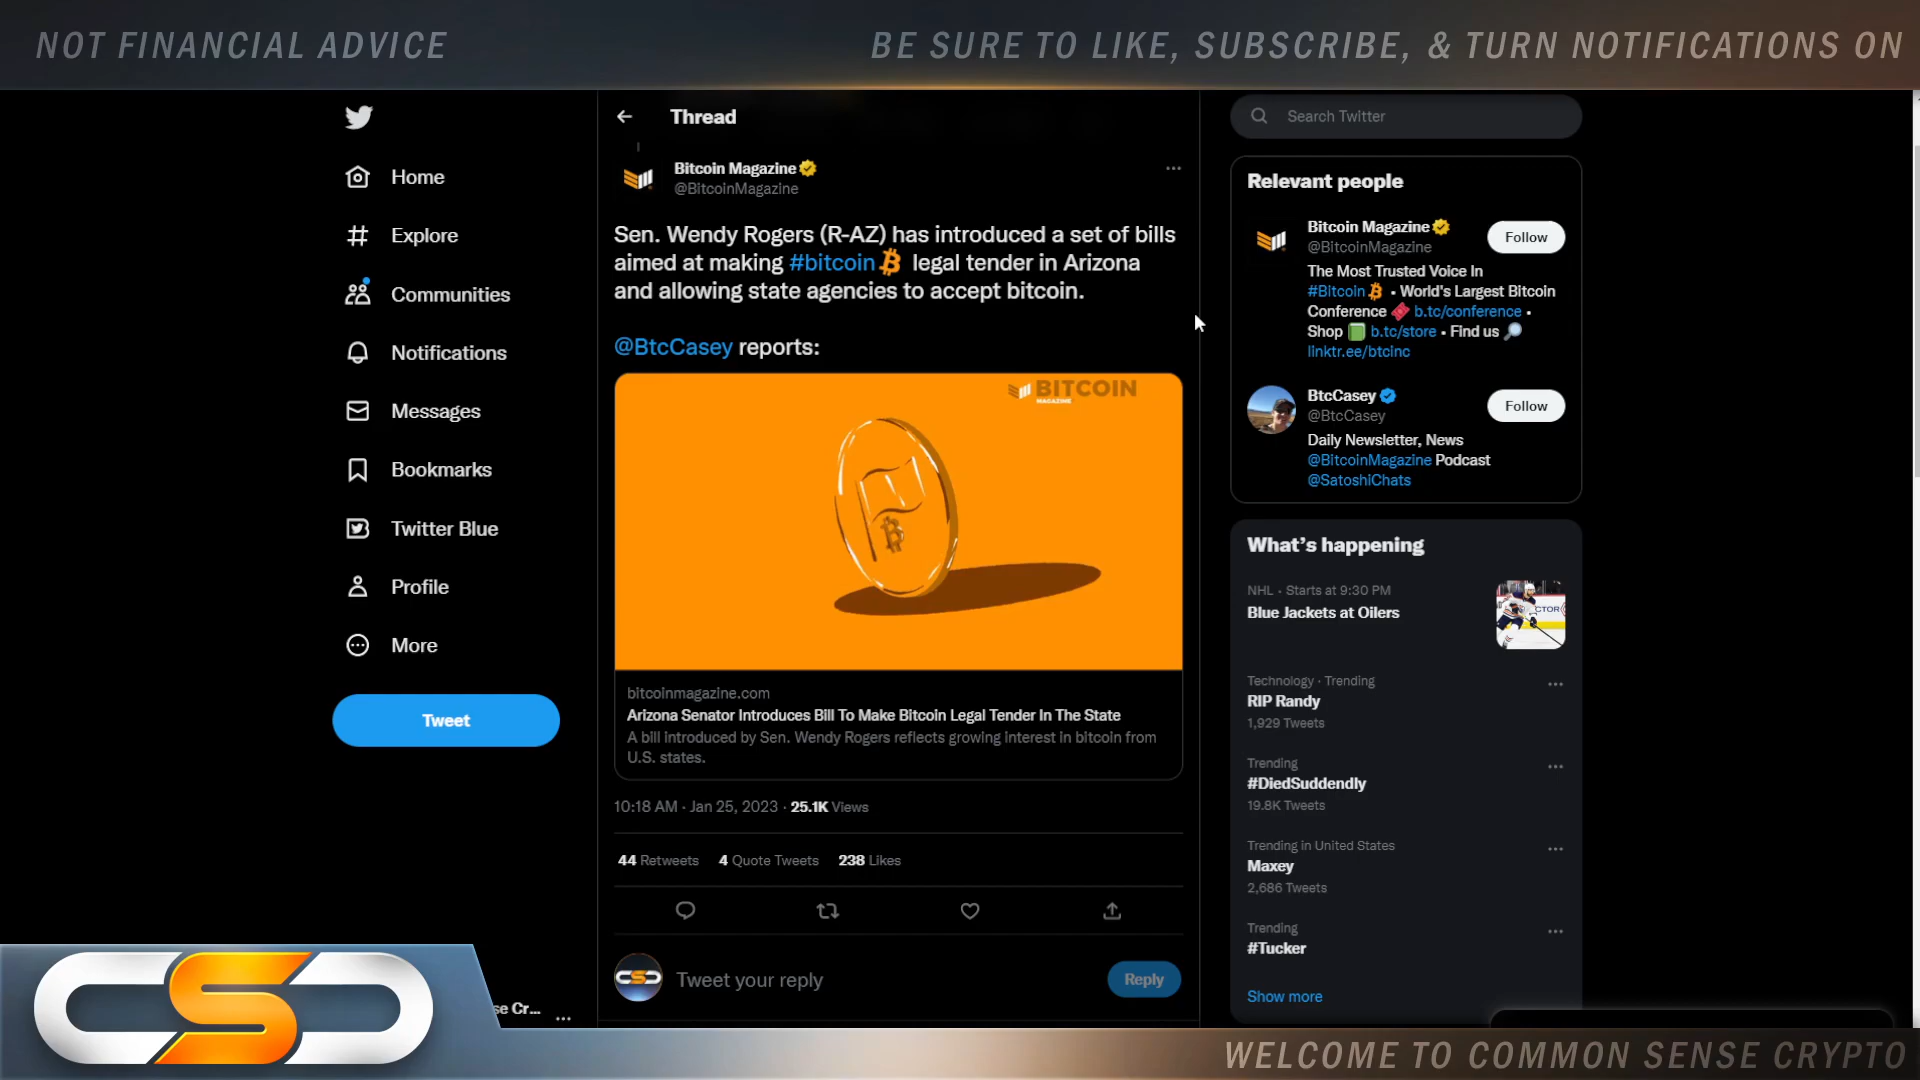 NOT FINANCIAL ADVICE
BE SURE TO LIKE, SUBSCRIBE, & TURN NOTIFICATIONS ON
Home
Explore
Communities
Notifications
Messages
Bookmarks
Twitter Blue
Profile
More
Tweet
se Cr...
Thread
Bitcoin Magazine
@BitcoinMagazine
Sen. Wendy Rogers (R-AZ) has introduced a set of bills
aimed at making #bitcoin legal tender in Arizona
and allowing state agencies to accept bitcoin.
@BtcCasey reports:
BITCOIN
MAGAZINE
bitcoinmagazine.com
Arizona Senator Introduces Bill To Make Bitcoin Legal Tender In The State
A bill introduced by Sen. Wendy Rogers reflects growing interest in bitcoin from
U.S. states.
10:18 AM · Jan 25, 2023 · 25.1K Views
44 Retweets 4 Quote Tweets 238 Likes
Tweet your reply
Reply
Search Twitter
Relevant people
Bitcoin Magazine
@BitcoinMagazine
Follow
The Most Trusted Voice In
#Bitcoin • World's Largest Bitcoin
Conference b.tc/conference •
Shop b.tc/store • Find us
linktr.ee/btcinc
BtcCasey
@BtcCasey
Follow
Daily Newsletter, News
@BitcoinMagazine Podcast
@SatoshiChats
What's happening
NHL · Starts at 9:30 PM
Blue Jackets at Oilers
Technology · Trending
RIP Randy
1,929 Tweets
Trending
#DiedSuddendly
19.8K Tweets
Trending in United States
Maxey
2,686 Tweets
Trending
#Tucker
Show more
CSC
WELCOME TO COMMON SENSE CRYPTO